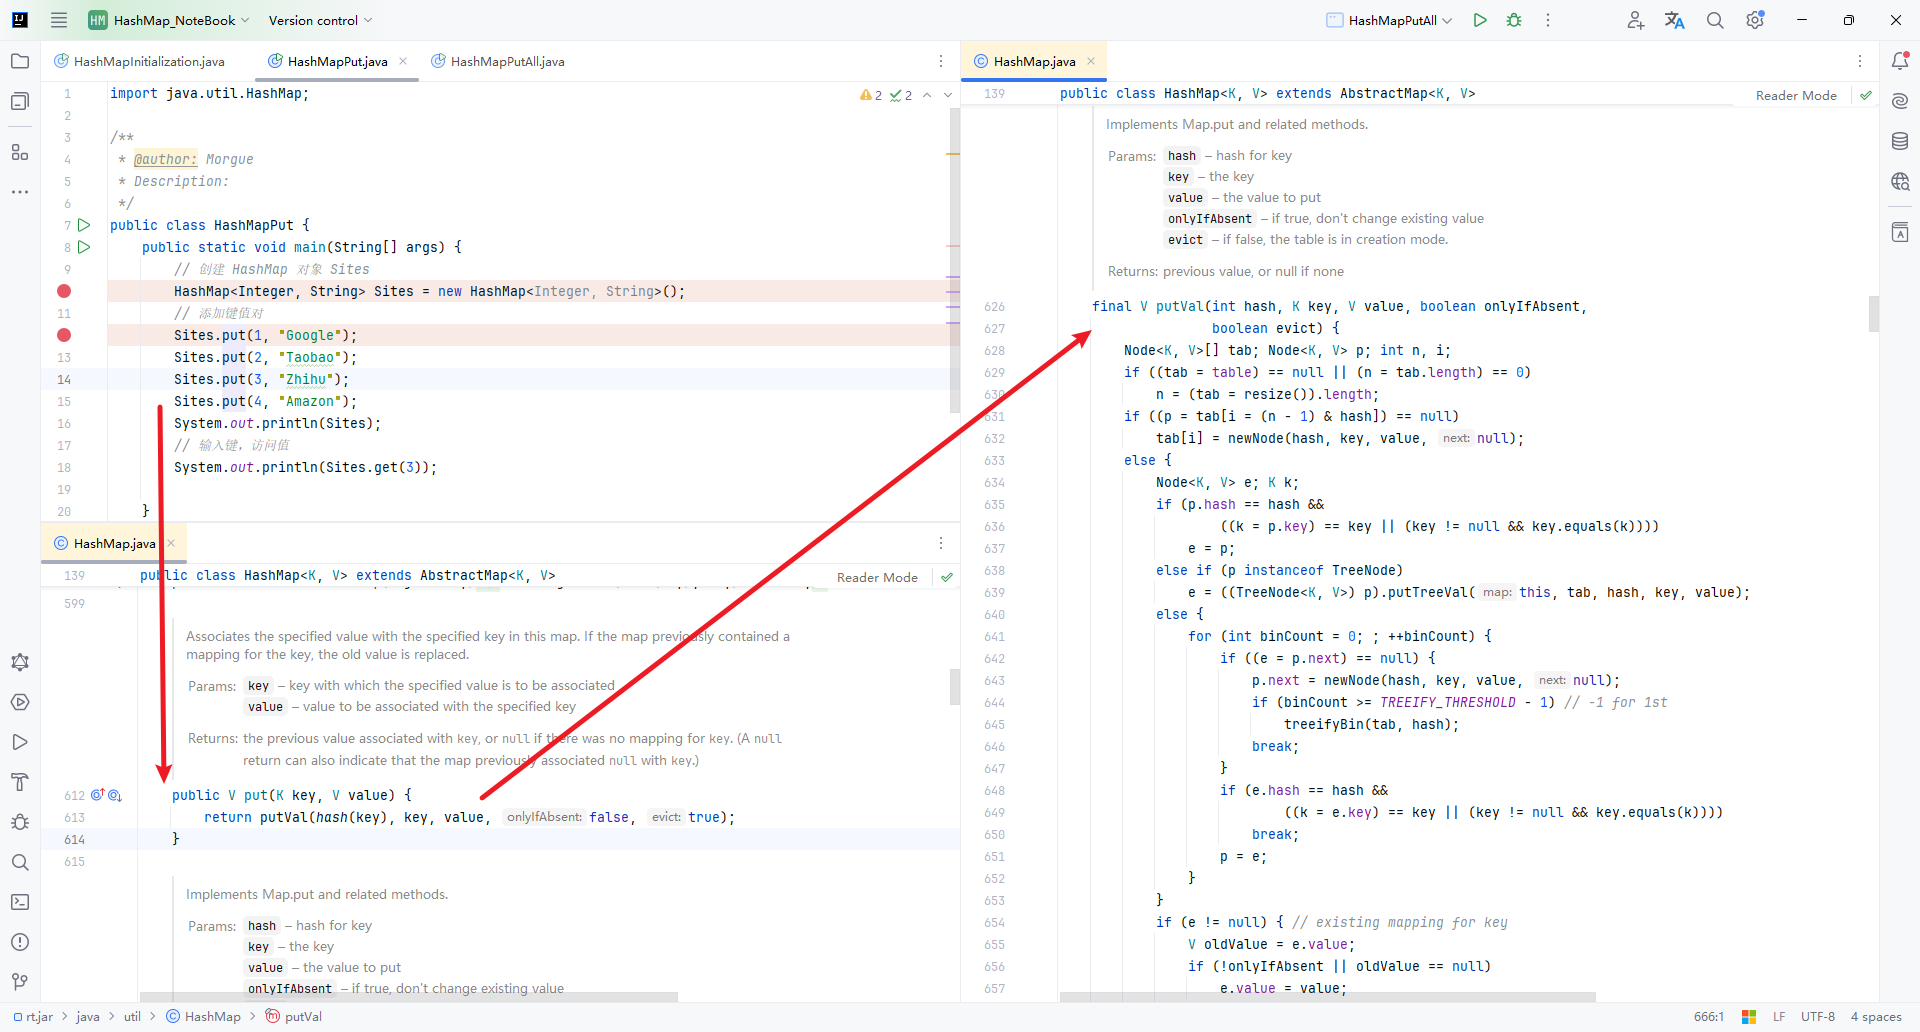 HM HashMap_NoteBook Version control HashMapPutAll
HashMapInitialization.java HashMapPut.java HashMapPutAll.java
1 import java.util.HashMap;
2 2
2
3 /**
4 * @author: Morgue
5 * Description:
6 */
7 public class HashMapPut {
8 public static void main(String[] args) {
9 // 创建 HashMap 对象 Sites
HashMap<Integer, String> Sites = new HashMap<Integer, String>();
11 // 添加键值对
Sites.put(1, "Google");
13 Sites.put(2, "Taobao");
14 Sites.put(3, "Zhihu");
15 Sites.put(4, "Amazon");
16 System.out.println(Sites);
17 // 输入键，访问值
18 System.out.println(Sites.get(3));
19
20 }
HashMap.java
139 public class HashMap<K, V> extends AbstractMap<K, V>
Reader Mode
599
Associates the specified value with the specified key in this map. If the map previously contained a
mapping for the key, the old value is replaced.
Params: key – key with which the specified value is to be associated
value – value to be associated with the specified key
Returns: the previous value associated with key, or null if there was no mapping for key. (A null
return can also indicate that the map previously associated null with key.)
612 public V put(K key, V value) {
613 return putVal(hash(key), key, value, onlyIfAbsent: false, evict: true);
614 }
615
Implements Map.put and related methods.
Params: hash – hash for key
key – the key
value – the value to put
onlyIfAbsent – if true, don't change existing value
HashMap.java
139 public class HashMap<K, V> extends AbstractMap<K, V>
Reader Mode
Implements Map.put and related methods.
Params: hash – hash for key
key – the key
value – the value to put
onlyIfAbsent – if true, don't change existing value
evict – if false, the table is in creation mode.
Returns: previous value, or null if none
626 final V putVal(int hash, K key, V value, boolean onlyIfAbsent,
627 boolean evict) {
628 Node<K, V>[] tab; Node<K, V> p; int n, i;
629 if ((tab = table) == null || (n = tab.length) == 0)
630 n = (tab = resize()).length;
631 if ((p = tab[i = (n - 1) & hash]) == null)
632 tab[i] = newNode(hash, key, value, next: null);
633 else {
634 Node<K, V> e; K k;
635 if (p.hash == hash &&
636 ((k = p.key) == key || (key != null && key.equals(k))))
637 e = p;
638 else if (p instanceof TreeNode)
639 e = ((TreeNode<K, V>) p).putTreeVal( map: this, tab, hash, key, value);
640 else {
641 for (int binCount = 0; ; ++binCount) {
642 if ((e = p.next) == null) {
643 p.next = newNode(hash, key, value, next: null);
644 if (binCount >= TREEIFY_THRESHOLD - 1) // -1 for 1st
645 treeifyBin(tab, hash);
646 break;
647 }
648 if (e.hash == hash &&
649 ((k = e.key) == key || (key != null && key.equals(k))))
650 break;
651 p = e;
652 }
653 }
654 if (e != null) { // existing mapping for key
655 V oldValue = e.value;
656 if (!onlyIfAbsent || oldValue == null)
657 e.value = value;
rt.jar > java > util > HashMap > putVal
666:1 LF UTF-8 4 spaces